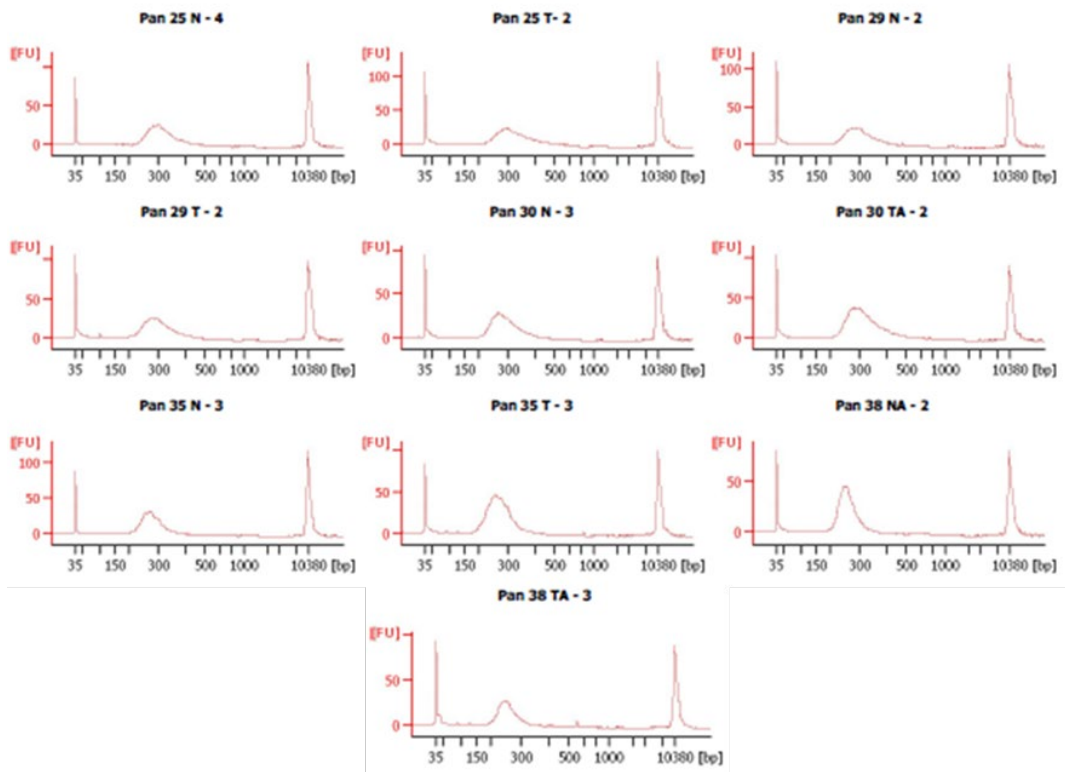 Pan 25 N - 4 Pan 25 T- 2 Pan 29 N - 2
[FU] [FU] [FU]
100 100
50 50 50
0 0 0
35 150 300 500 1000 10380 [bp] 35 150 300 500 1000 10380 [bp] 35 150 300 500 1000 10380 [bp]
Pan 29 T - 2 Pan 30 N - 3 Pan 30 TA - 2
[FU] [FU] [FU]
50 50 50
0 0 0
35 150 300 500 1000 10380 [bp] 35 150 300 500 1000 10380 [bp] 35 150 300 500 1000 10380 [bp]
Pan 35 N - 3 Pan 35 T - 3 Pan 38 NA - 2
[FU] [FU] [FU]
100
50 50 50
0 0 0
35 150 300 500 1000 10380 [bp] 35 150 300 500 1000 10380 [bp] 35 150 300 500 1000 10380 [bp]
Pan 38 TA - 3
[FU]
50
0
35 150 300 500 1000 10380 [bp]